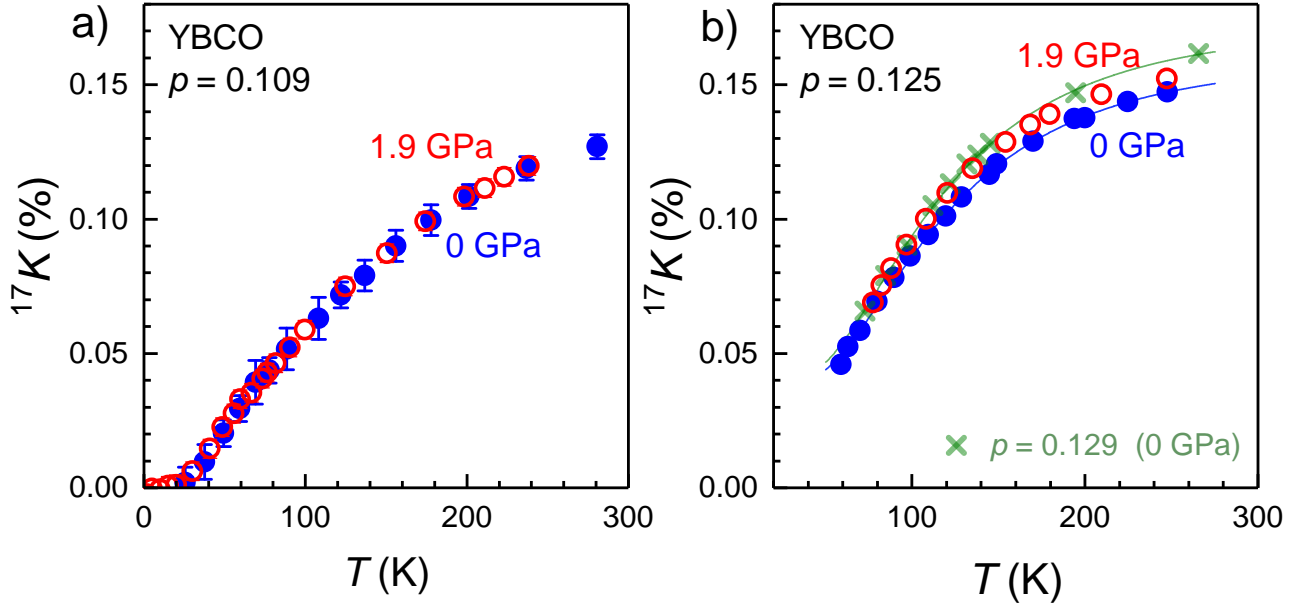 a)
YBCO
p = 0.109
1.9 GPa
0 GPa
0.15
0.10
0.05
0.00
0
100
200
300
¹⁷K (%)
T (K)
b)
YBCO
p = 0.125
1.9 GPa
0 GPa
p = 0.129 (0 GPa)
0.15
0.10
0.05
0.00
100
200
300
¹⁷K (%)
T (K)